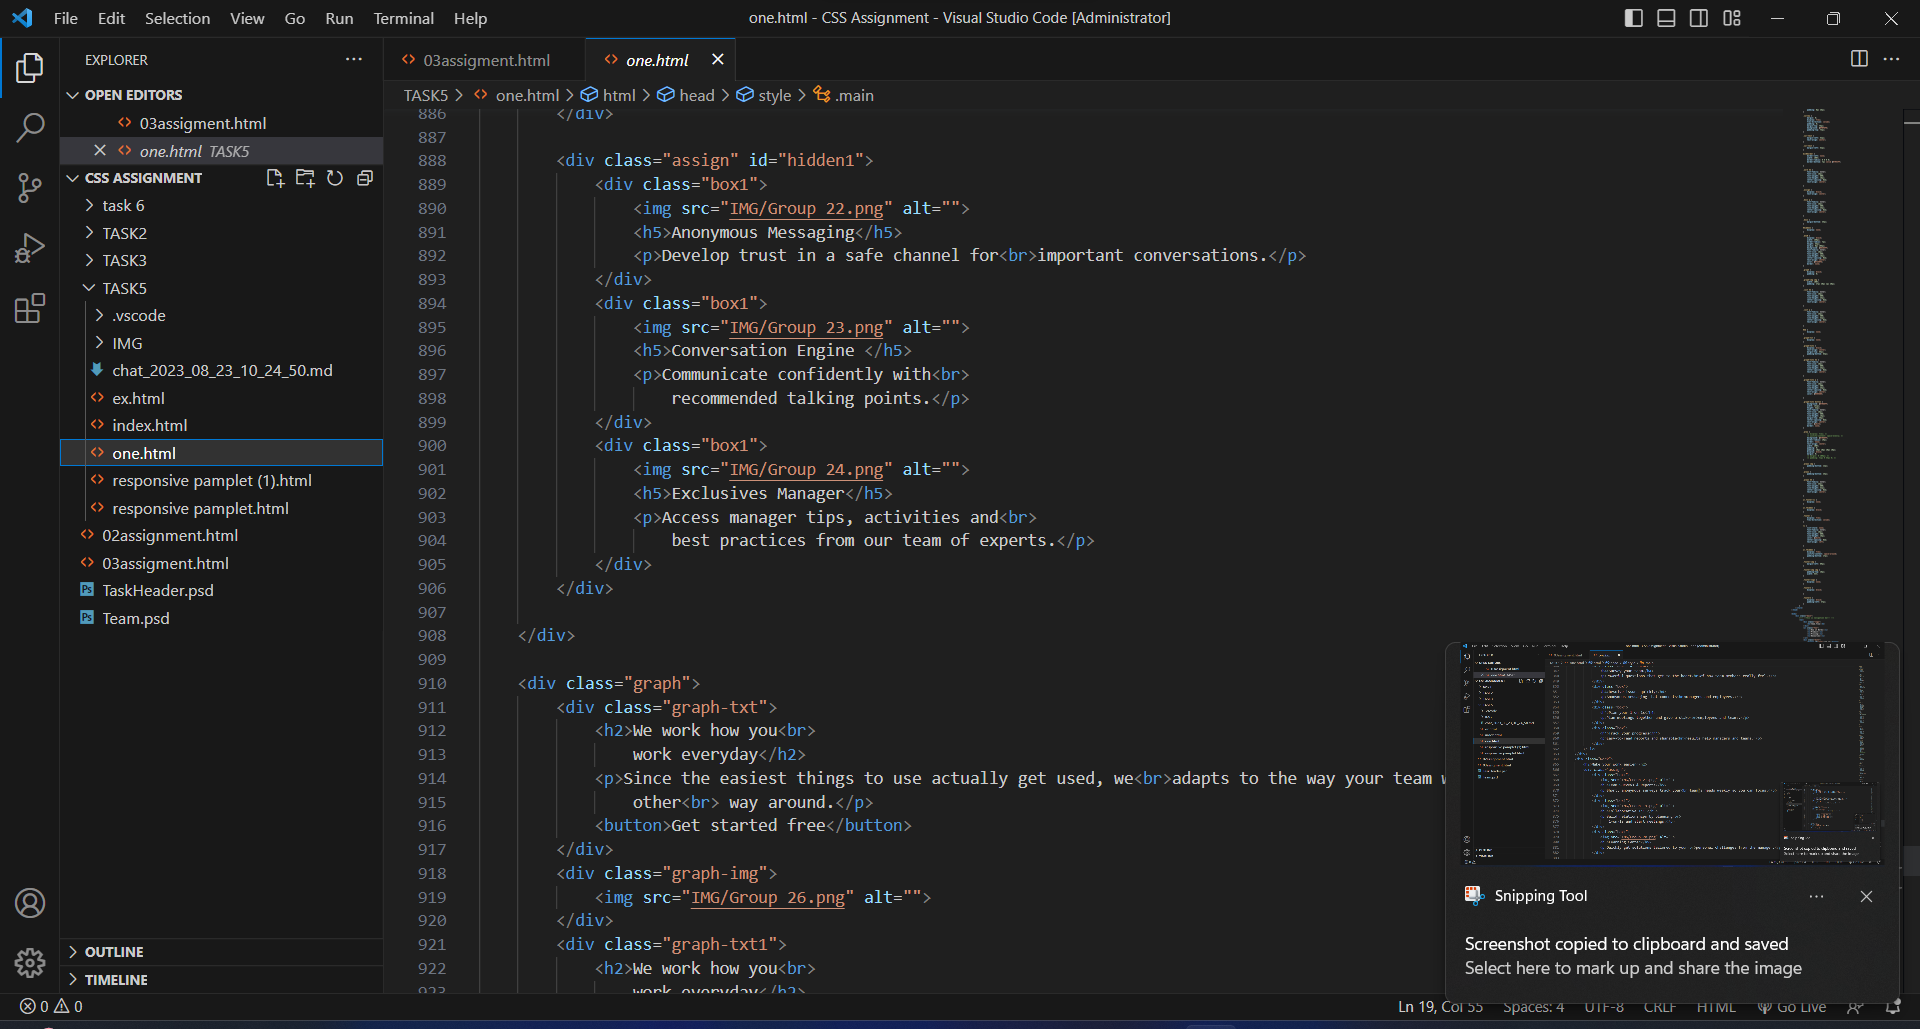 File Edit Selection View Go Run Terminal Help
one.html - CSS Assignment - Visual Studio Code [Administrator]
EXPLORER
OPEN EDITORS
03assigment.html
one.html TASK5
CSS ASSIGNMENT
task 6
TASK2
TASK3
TASK5
.vscode
IMG
chat_2023_08_23_10_24_50.md
ex.html
index.html
one.html
responsive pamplet (1).html
responsive pamplet.html
02assignment.html
03assigment.html
TaskHeader.psd
Team.psd
OUTLINE
TIMELINE
03assigment.html one.html
TASK5 > one.html > html > head > style > .main
886 </div>
887
888 <div class="assign" id="hidden1">
889 <div class="box1">
890 <img src="IMG/Group 22.png" alt="">
891 <h5>Anonymous Messaging</h5>
892 <p>Develop trust in a safe channel for<br>important conversations.</p>
893 </div>
894 <div class="box1">
895 <img src="IMG/Group 23.png" alt="">
896 <h5>Conversation Engine </h5>
897 <p>Communicate confidently with<br>
898 recommended talking points.</p>
899 </div>
900 <div class="box1">
901 <img src="IMG/Group 24.png" alt="">
902 <h5>Exclusives Manager</h5>
903 <p>Access manager tips, activities and<br>
904 best practices from our team of experts.</p>
905 </div>
906 </div>
907
908 </div>
909
910 <div class="graph">
911 <div class="graph-txt">
912 <h2>We work how you<br>
913 work everyday</h2>
914 <p>Since the easiest things to use actually get used, we<br>adapts to the way your team
915 other<br> way around.</p>
916 <button>Get started free</button>
917 </div>
918 <div class="graph-img">
919 <img src="IMG/Group 26.png" alt="">
920 </div>
921 <div class="graph-txt1">
922 <h2>We work how you<br>
923 work everyday</h2>
Snipping Tool
Screenshot copied to clipboard and saved
Select here to mark up and share the image
0 0
Ln 19, Col 55 Spaces: 4 UTF-8 CRLF HTML Go Live